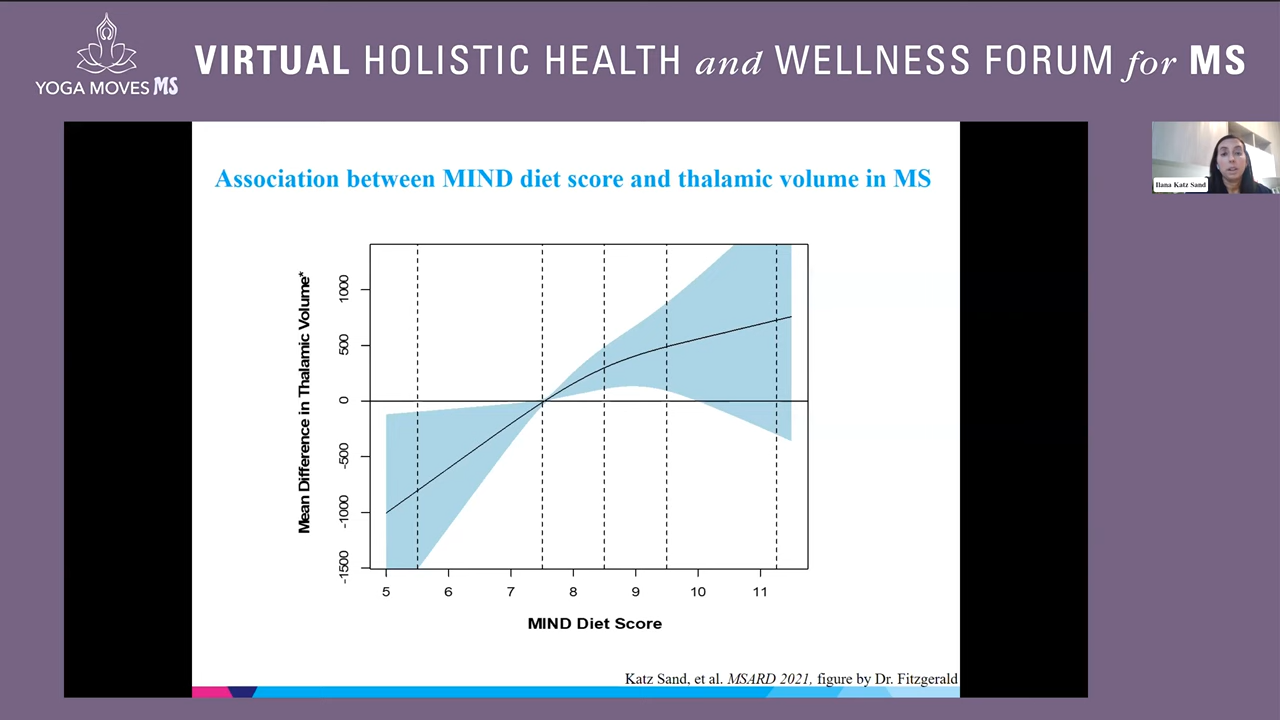 YOGA MOVES MS
VIRTUAL HOLISTIC HEALTH and WELLNESS FORUM for MS
Ilana Katz Sand
Association between MIND diet score and thalamic volume in MS
Mean Difference in Thalamic Volume*
1000
500
0
-500
-1000
-1500
5 6 7 8 9 10 11
MIND Diet Score
Katz Sand, et al. MSARD 2021, figure by Dr. Fitzgerald